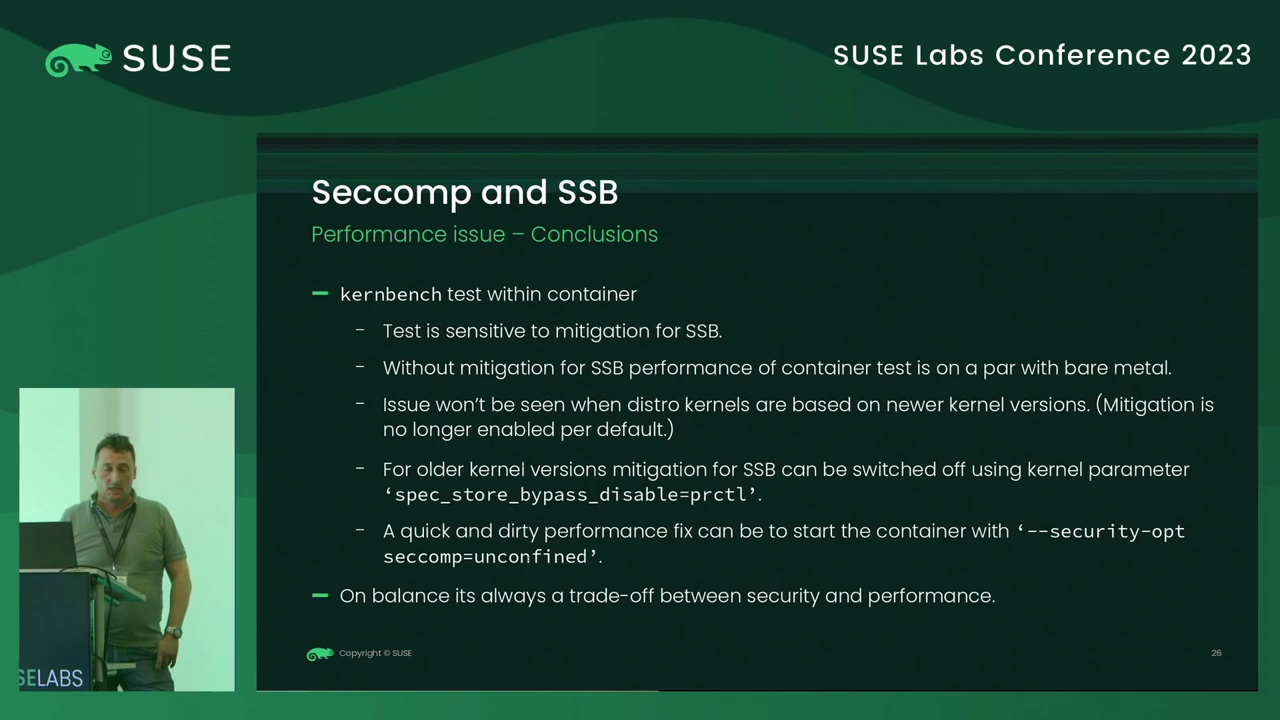 SUSE
SUSE Labs Conference 2023
Seccomp and SSB
Performance issue – Conclusions
kernbench test within container
- Test is sensitive to mitigation for SSB.
- Without mitigation for SSB performance of container test is on a par with bare metal.
- Issue won't be seen when distro kernels are based on newer kernel versions. (Mitigation is
no longer enabled per default.)
- For older kernel versions mitigation for SSB can be switched off using kernel parameter
‘spec_store_bypass_disable=prctl’.
- A quick and dirty performance fix can be to start the container with ‘--security-opt
seccomp=unconfined’.
On balance its always a trade-off between security and performance.
Copyright © SUSE
26
SELABS